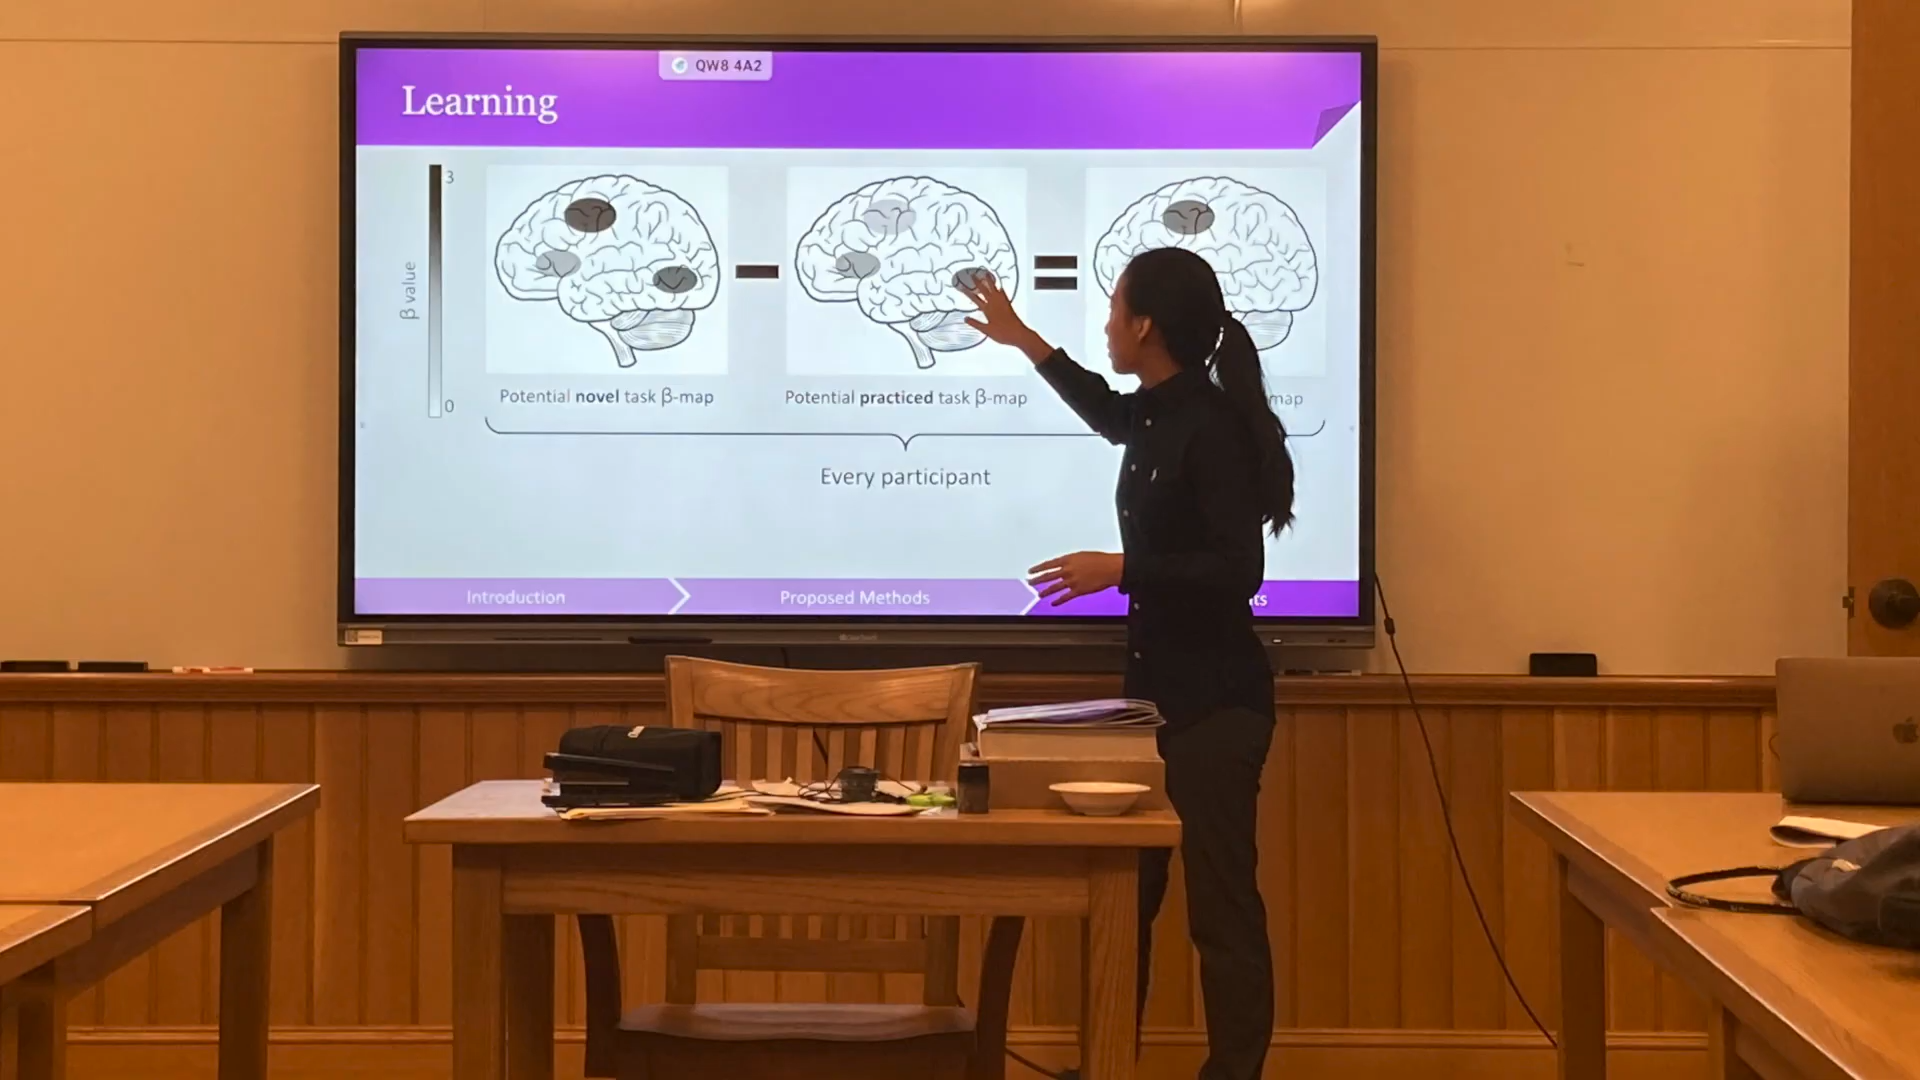 QW8 4A2
Learning
3
β value
0
Potential novel task β-map
Potential practiced task β-map
map
Every participant
Introduction
Proposed Methods
ts